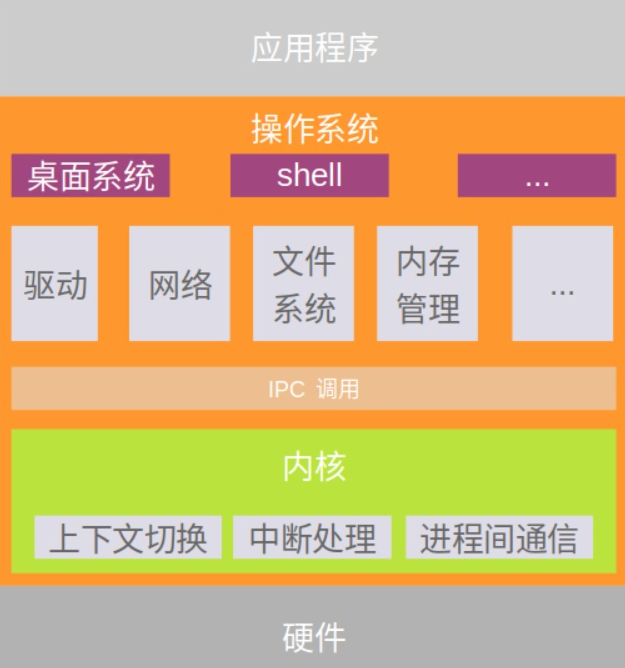 应用程序
操作系统
桌面系统 shell ...
驱动 网络 文件 内存 ...
系统 管理
IPC 调用
内核
上下文切换 中断处理 进程间通信
硬件